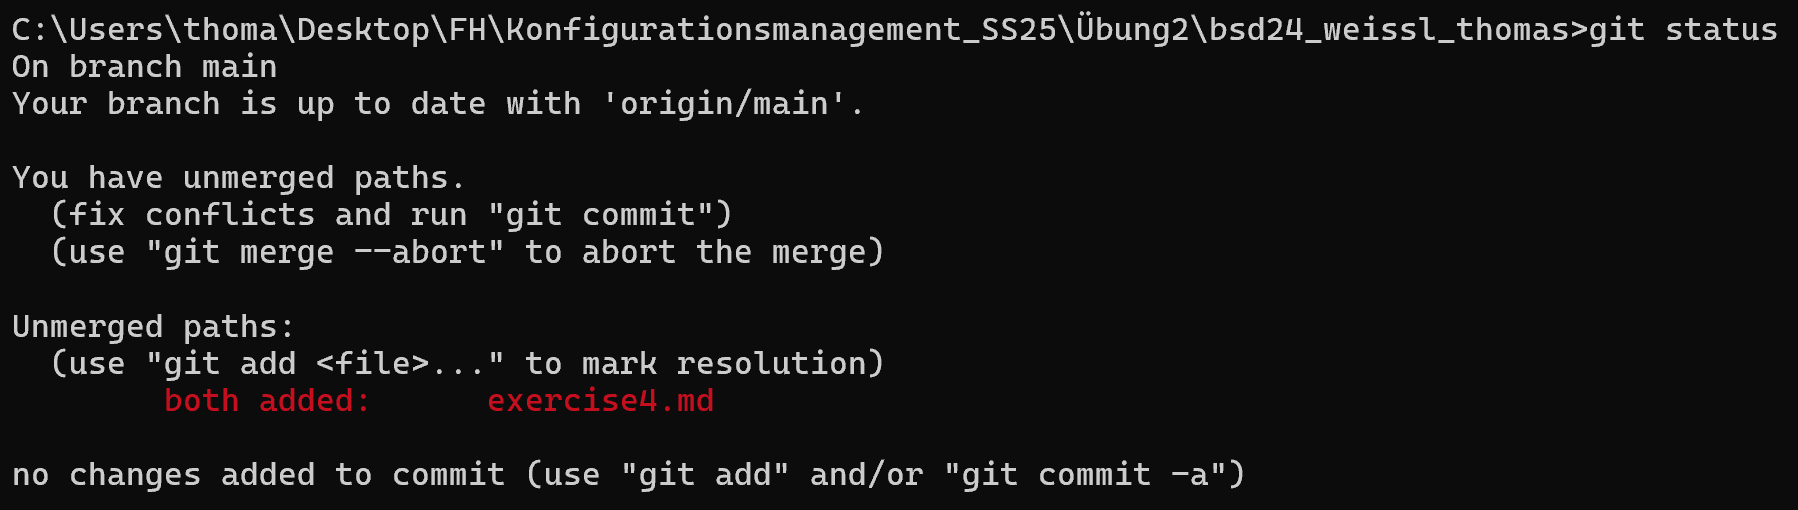 C:\Users\thoma\Desktop\FH\Konfigurationsmanagement_SS25\Übung2\bsd24_weissl_thomas>git status
On branch main
Your branch is up to date with 'origin/main'.

You have unmerged paths.
  (fix conflicts and run "git commit")
  (use "git merge --abort" to abort the merge)

Unmerged paths:
  (use "git add <file>..." to mark resolution)
        both added:      exercise4.md

no changes added to commit (use "git add" and/or "git commit -a")